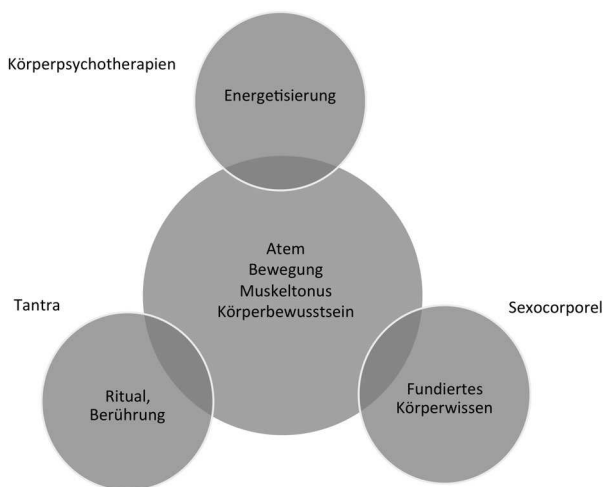 Körperpsychotherapien
Energetisierung
Atem
Bewegung
Muskeltonus
Körperbewusstsein
Tantra
Sexocorporel
Ritual,
Berührung
Fundiertes
Körperwissen